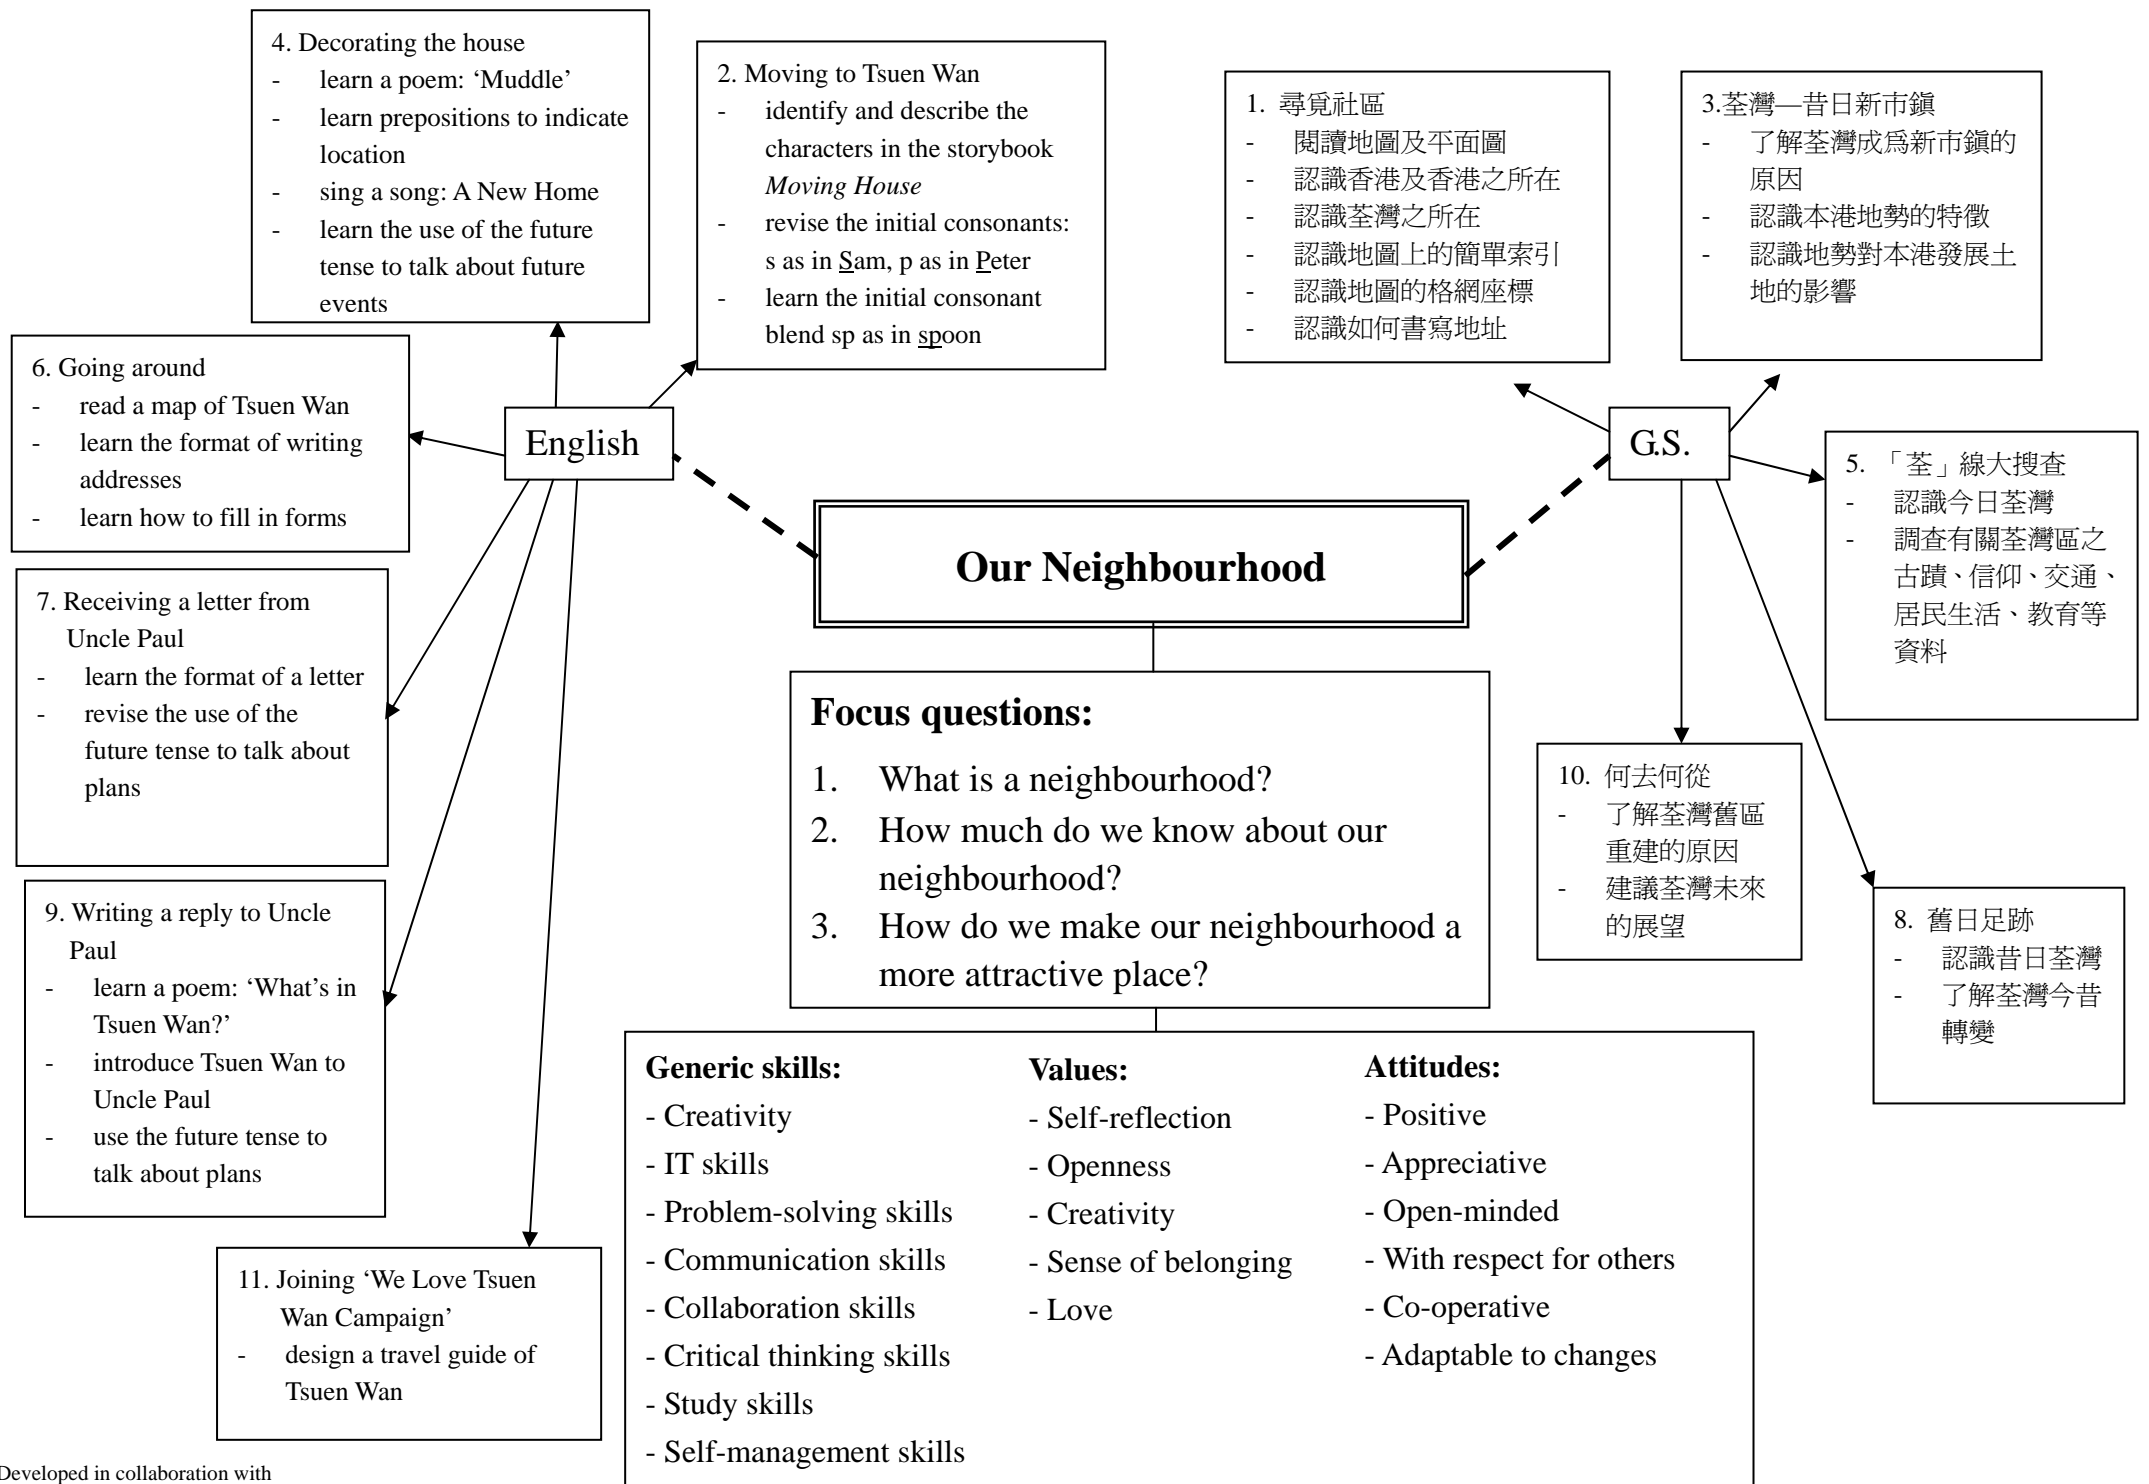 4. Decorating the house
- learn a poem: ‘Muddle’
- learn prepositions to indicate
location
- sing a song: A New Home
- learn the use of the future
tense to talk about future
events
2. Moving to Tsuen Wan
- identify and describe the
characters in the storybook
Moving House
- revise the initial consonants:
s as in Sam, p as in Peter
- learn the initial consonant
blend sp as in spoon
1. 尋覓社區
- 閱讀地圖及平面圖
- 認識香港及香港之所在
- 認識荃灣之所在
- 認識地圖上的簡單索引
- 認識地圖的格網座標
- 認識如何書寫地址
3.荃灣—昔日新市鎮
- 了解荃灣成為新市鎮的
原因
- 認識本港地勢的特徵
- 認識地勢對本港發展土
地的影響
6. Going around
- read a map of Tsuen Wan
- learn the format of writing
addresses
- learn how to fill in forms
English
G.S.
5. 「荃」線大搜查
- 認識今日荃灣
- 調查有關荃灣區之
古蹟、信仰、交通、
居民生活、教育等
資料
Our Neighbourhood
7. Receiving a letter from
Uncle Paul
- learn the format of a letter
- revise the use of the
future tense to talk about
plans
Focus questions:
1. What is a neighbourhood?
2. How much do we know about our
neighbourhood?
3. How do we make our neighbourhood a
more attractive place?
10. 何去何從
- 了解荃灣舊區
重建的原因
- 建議荃灣未來
的展望
8. 舊日足跡
- 認識昔日荃灣
- 了解荃灣今昔
轉變
9. Writing a reply to Uncle
Paul
- learn a poem: ‘What’s in
Tsuen Wan?’
- introduce Tsuen Wan to
Uncle Paul
- use the future tense to
talk about plans
11. Joining ‘We Love Tsuen
Wan Campaign’
- design a travel guide of
Tsuen Wan
Generic skills:
- Creativity
- IT skills
- Problem-solving skills
- Communication skills
- Collaboration skills
- Critical thinking skills
- Study skills
- Self-management skills
Values:
- Self-reflection
- Openness
- Creativity
- Sense of belonging
- Love
Attitudes:
- Positive
- Appreciative
- Open-minded
- With respect for others
- Co-operative
- Adaptable to changes
Developed in collaboration with